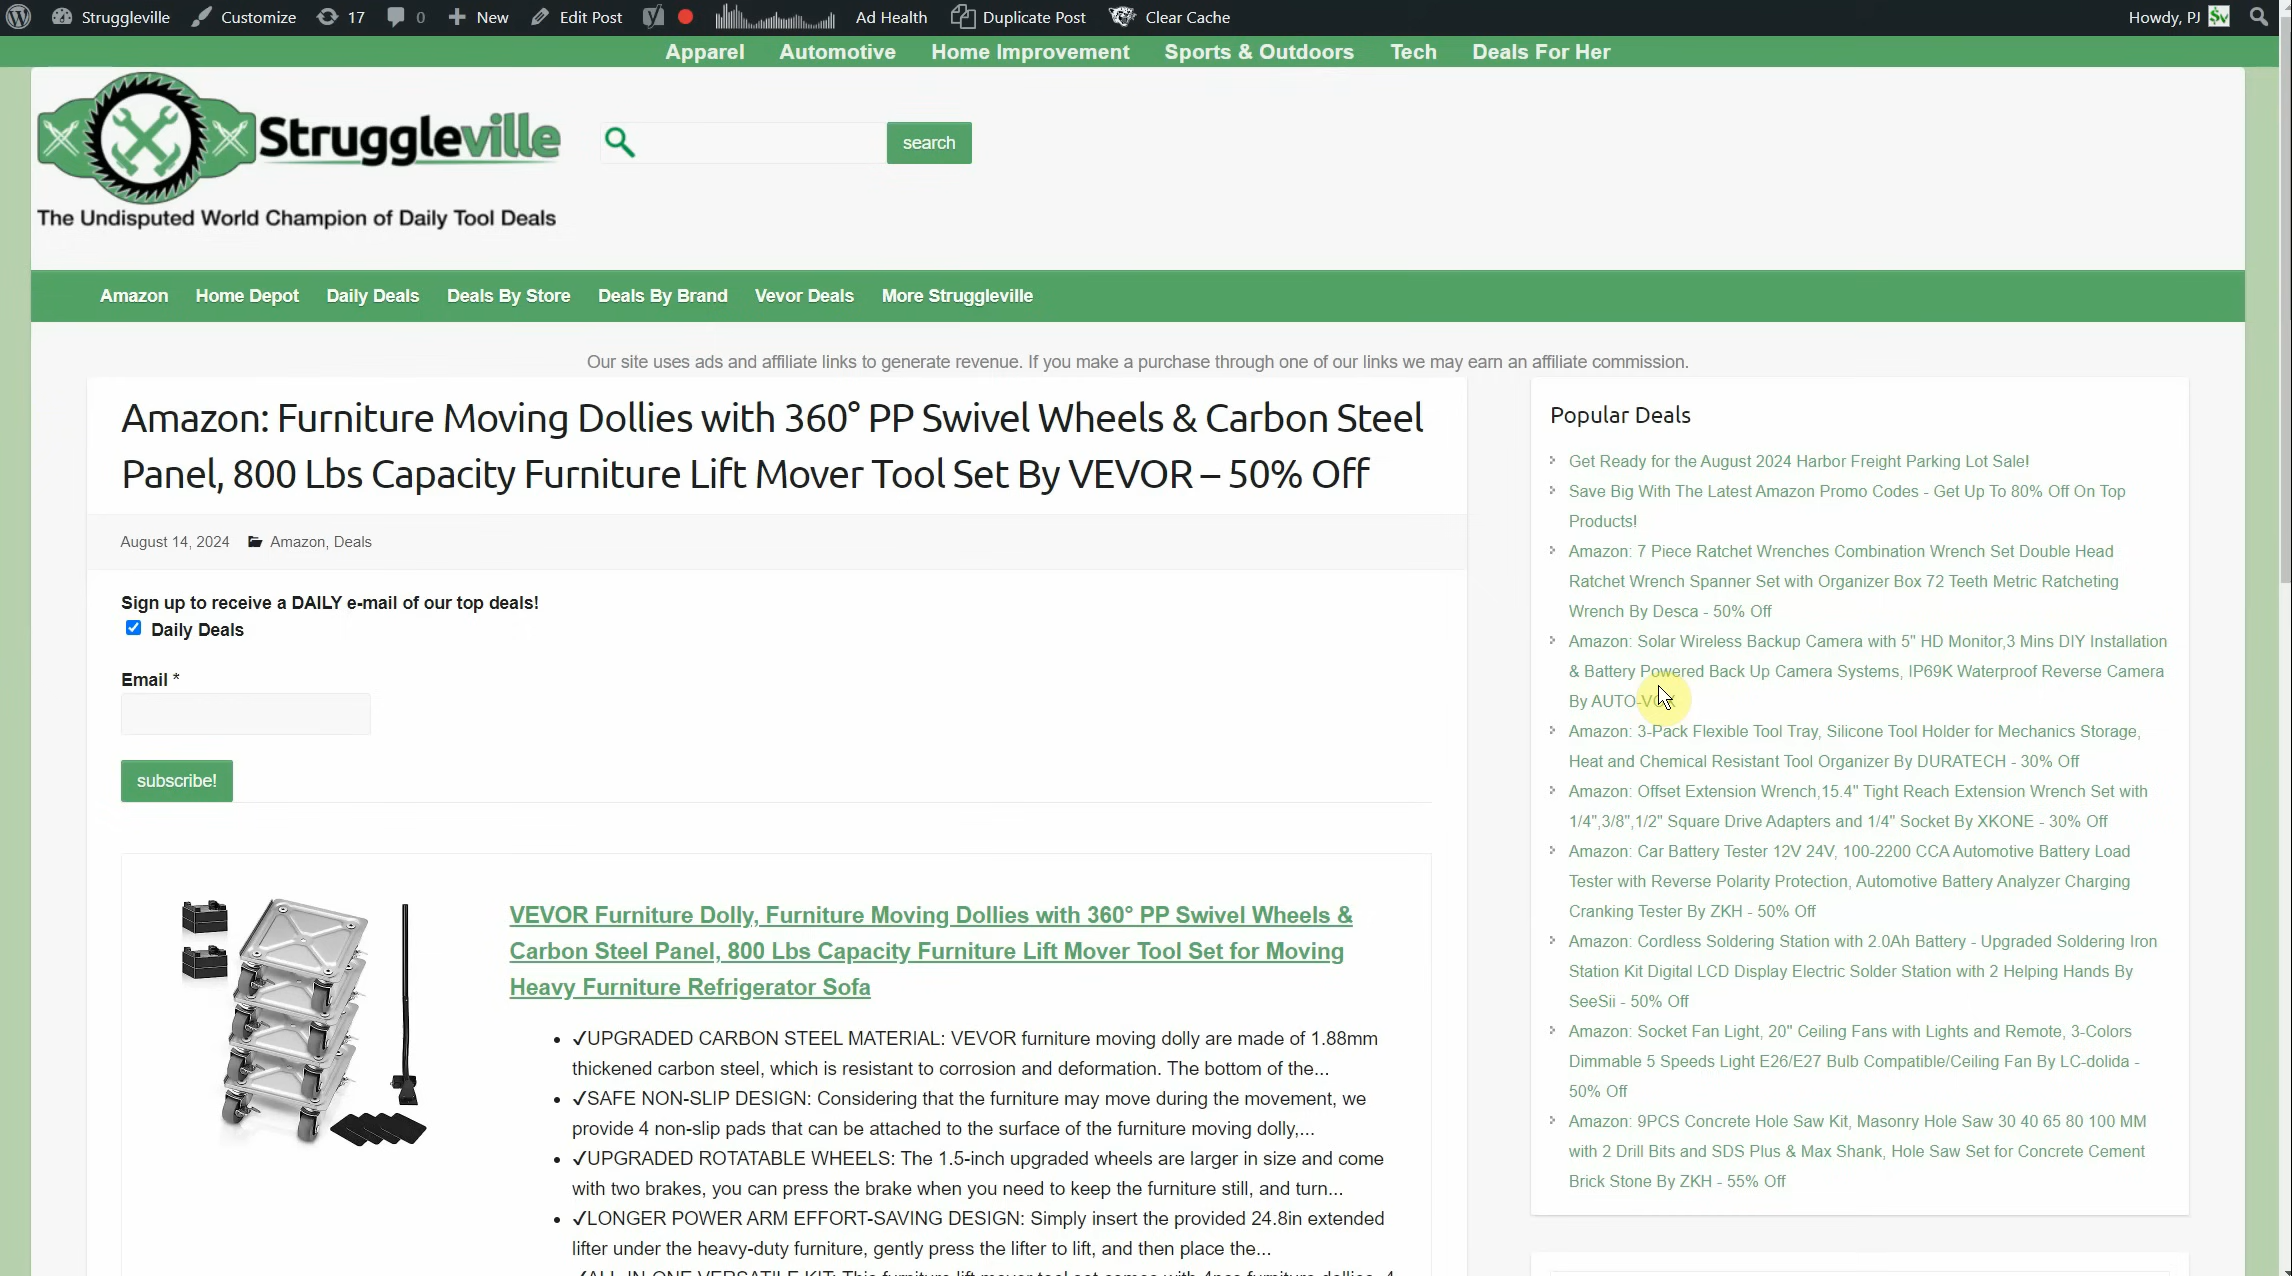 Struggleville Customize 17 0 New Edit Post Ad Health Duplicate Post Clear Cache Howdy, PJ
Apparel Automotive Home Improvement Sports & Outdoors Tech Deals For Her
Struggleville
The Undisputed World Champion of Daily Tool Deals
search
Amazon Home Depot Daily Deals Deals By Store Deals By Brand Vevor Deals More Struggleville
Our site uses ads and affiliate links to generate revenue. If you make a purchase through one of our links we may earn an affiliate commission.
Amazon: Furniture Moving Dollies with 360° PP Swivel Wheels & Carbon Steel
Panel, 800 Lbs Capacity Furniture Lift Mover Tool Set By VEVOR – 50% Off
August 14, 2024 Amazon, Deals
Sign up to receive a DAILY e-mail of our top deals!
Daily Deals
Email *
subscribe!
VEVOR Furniture Dolly, Furniture Moving Dollies with 360° PP Swivel Wheels &
Carbon Steel Panel, 800 Lbs Capacity Furniture Lift Mover Tool Set for Moving
Heavy Furniture Refrigerator Sofa
• ✓UPGRADED CARBON STEEL MATERIAL: VEVOR furniture moving dolly are made of 1.88mm
thickened carbon steel, which is resistant to corrosion and deformation. The bottom of the...
• ✓SAFE NON-SLIP DESIGN: Considering that the furniture may move during the movement, we
provide 4 non-slip pads that can be attached to the surface of the furniture moving dolly,...
• ✓UPGRADED ROTATABLE WHEELS: The 1.5-inch upgraded wheels are larger in size and come
with two brakes, you can press the brake when you need to keep the furniture still, and turn...
• ✓LONGER POWER ARM EFFORT-SAVING DESIGN: Simply insert the provided 24.8in extended
lifter under the heavy-duty furniture, gently press the lifter to lift, and then place the...
Popular Deals
Get Ready for the August 2024 Harbor Freight Parking Lot Sale!
Save Big With The Latest Amazon Promo Codes - Get Up To 80% Off On Top
Products!
Amazon: 7 Piece Ratchet Wrenches Combination Wrench Set Double Head
Ratchet Wrench Spanner Set with Organizer Box 72 Teeth Metric Ratcheting
Wrench By Desca - 50% Off
Amazon: Solar Wireless Backup Camera with 5" HD Monitor,3 Mins DIY Installation
& Battery Powered Back Up Camera Systems, IP69K Waterproof Reverse Camera
By AUTO-VOX
Amazon: 3-Pack Flexible Tool Tray, Silicone Tool Holder for Mechanics Storage,
Heat and Chemical Resistant Tool Organizer By DURATECH - 30% Off
Amazon: Offset Extension Wrench,15.4" Tight Reach Extension Wrench Set with
1/4",3/8",1/2" Square Drive Adapters and 1/4" Socket By XKONE - 30% Off
Amazon: Car Battery Tester 12V 24V, 100-2200 CCA Automotive Battery Load
Tester with Reverse Polarity Protection, Automotive Battery Analyzer Charging
Cranking Tester By ZKH - 50% Off
Amazon: Cordless Soldering Station with 2.0Ah Battery - Upgraded Soldering Iron
Station Kit Digital LCD Display Electric Solder Station with 2 Helping Hands By
SeeSii - 50% Off
Amazon: Socket Fan Light, 20" Ceiling Fans with Lights and Remote, 3-Colors
Dimmable 5 Speeds Light E26/E27 Bulb Compatible/Ceiling Fan By LC-dolida -
50% Off
Amazon: 9PCS Concrete Hole Saw Kit, Masonry Hole Saw 30 40 65 80 100 MM
with 2 Drill Bits and SDS Plus & Max Shank, Hole Saw Set for Concrete Cement
Brick Stone By ZKH - 55% Off